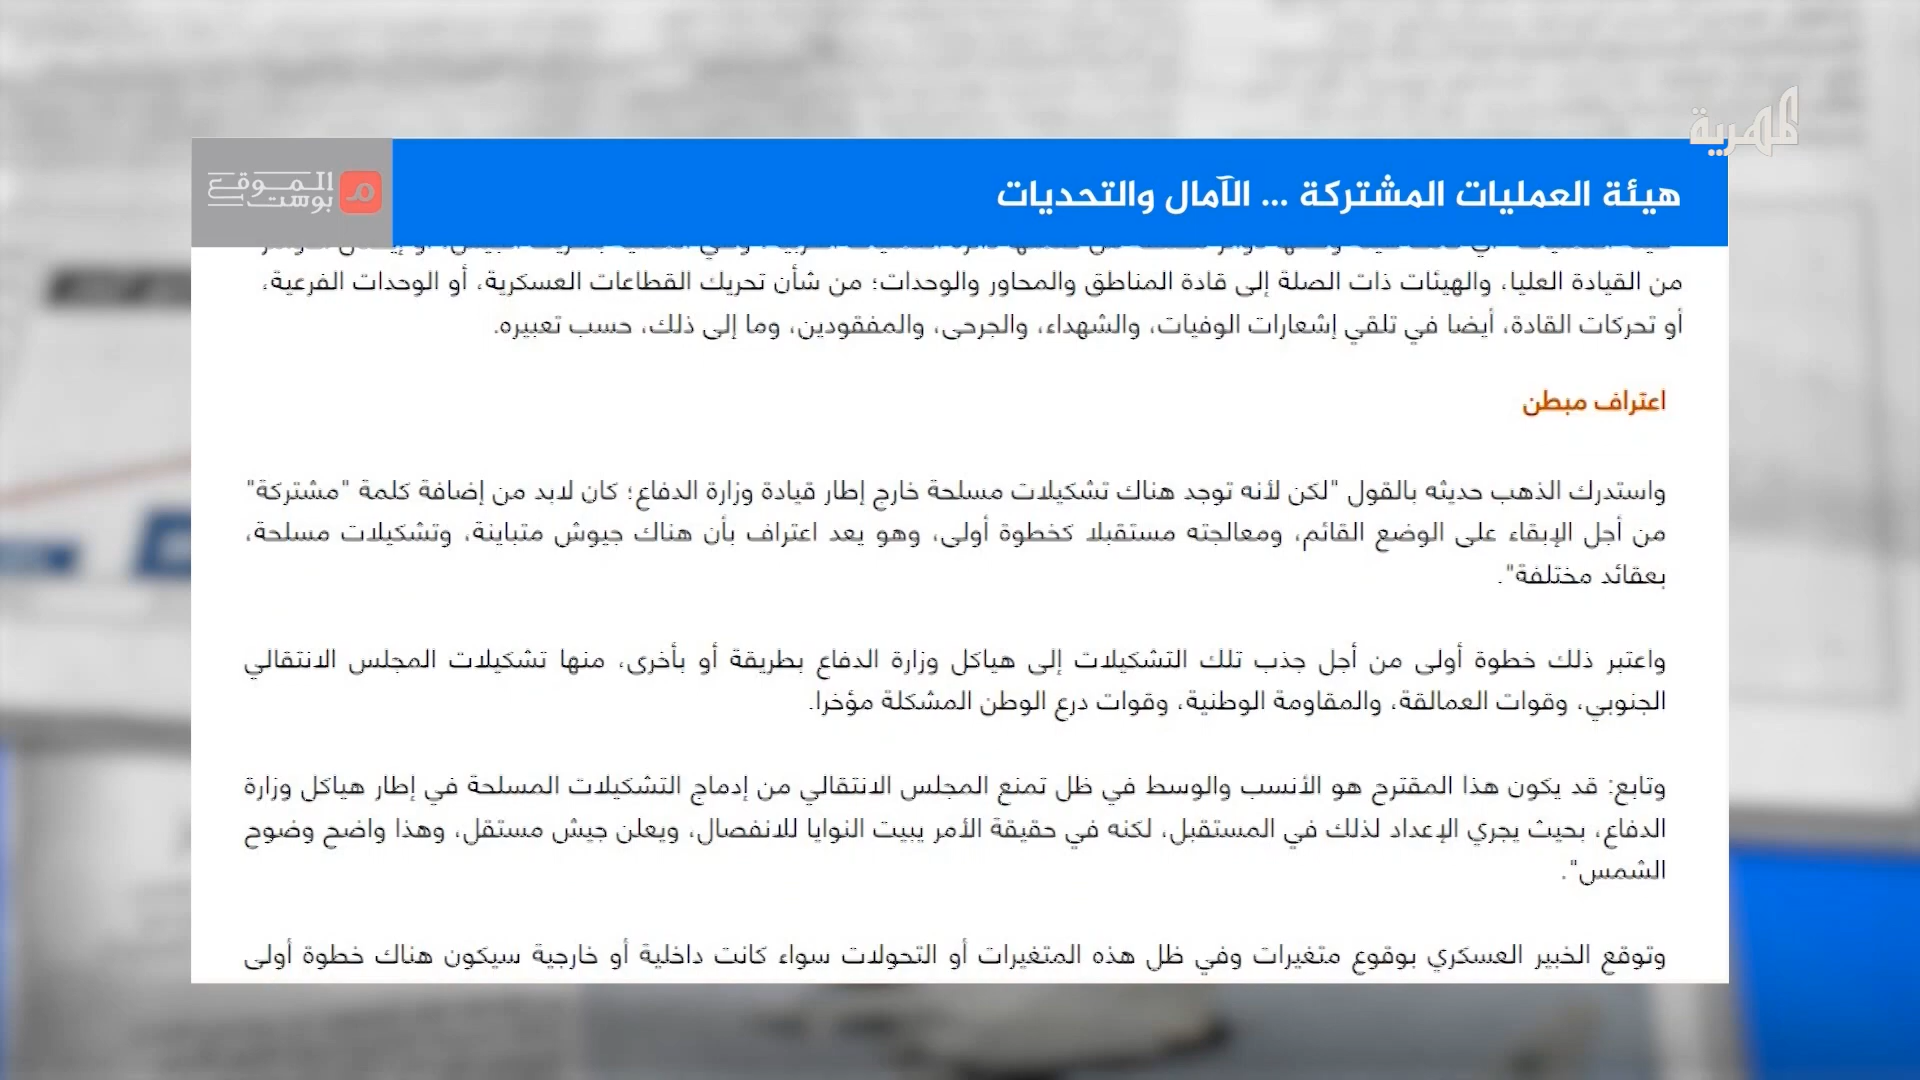 المهرية
هيئة العمليات المشتركة ... الآمال والتحديات
الموقع
بوست
من القيادة العليا، والهيئات ذات الصلة إلى قادة المناطق والمحاور والوحدات؛ من شأن تحريك القطاعات العسكرية، أو الوحدات الفرعية،
أو تحركات القادة، أيضا في تلقي إشعارات الوفيات، والشهداء، والجرحى، والمفقودين، وما إلى ذلك، حسب تعبيره.
اعتراف مبطن
واستدرك الذهب حديثه بالقول "لكن لأنه توجد هناك تشكيلات مسلحة خارج إطار قيادة وزارة الدفاع؛ كان لابد من إضافة كلمة "مشتركة"
من أجل الإبقاء على الوضع القائم، ومعالجته مستقبلا كخطوة أولى، وهو يعد اعتراف بأن هناك جيوش متباينة، وتشكيلات مسلحة،
بعقائد مختلفة".
واعتبر ذلك خطوة أولى من أجل جذب تلك التشكيلات إلى هياكل وزارة الدفاع بطريقة أو بأخرى، منها تشكيلات المجلس الانتقالي
الجنوبي، وقوات العمالقة، والمقاومة الوطنية، وقوات درع الوطن المشكلة مؤخرا.
وتابع: قد يكون هذا المقترح هو الأنسب والوسط في ظل تمنع المجلس الانتقالي من إدماج التشكيلات المسلحة في إطار هياكل وزارة
الدفاع، بحيث يجري الإعداد لذلك في المستقبل، لكنه في حقيقة الأمر يبيت النوايا للانفصال، ويعلن جيش مستقل، وهذا واضح وضوح
الشمس".
وتوقع الخبير العسكري بوقوع متغيرات وفي ظل هذه المتغيرات أو التحولات سواء كانت داخلية أو خارجية سيكون هناك خطوة أولى